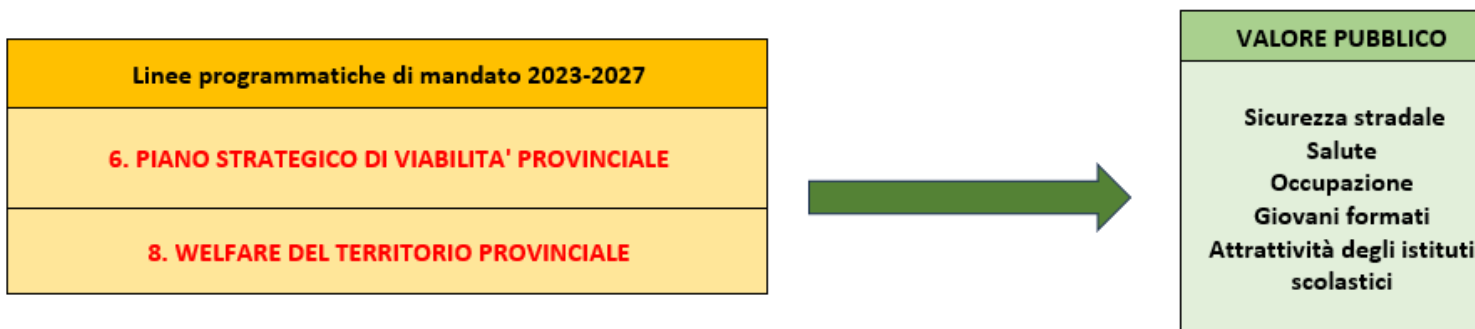 Linee programmatiche di mandato 2023-2027
6. PIANO STRATEGICO DI VIABILITA' PROVINCIALE
8. WELFARE DEL TERRITORIO PROVINCIALE
VALORE PUBBLICO
Sicurezza stradale
Salute
Occupazione
Giovani formati
Attrattività degli istituti
scolastici